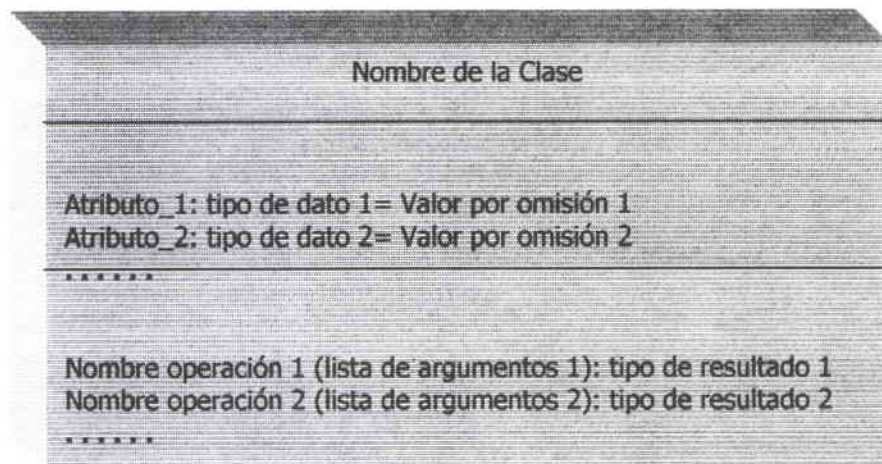 Nombre de la Clase
Atributo_1: tipo de dato 1= Valor por omisión 1
Atributo_2: tipo de dato 2= Valor por omisión 2
......
Nombre operación 1 (lista de argumentos 1): tipo de resultado 1
Nombre operación 2 (lista de argumentos 2): tipo de resultado 2
......